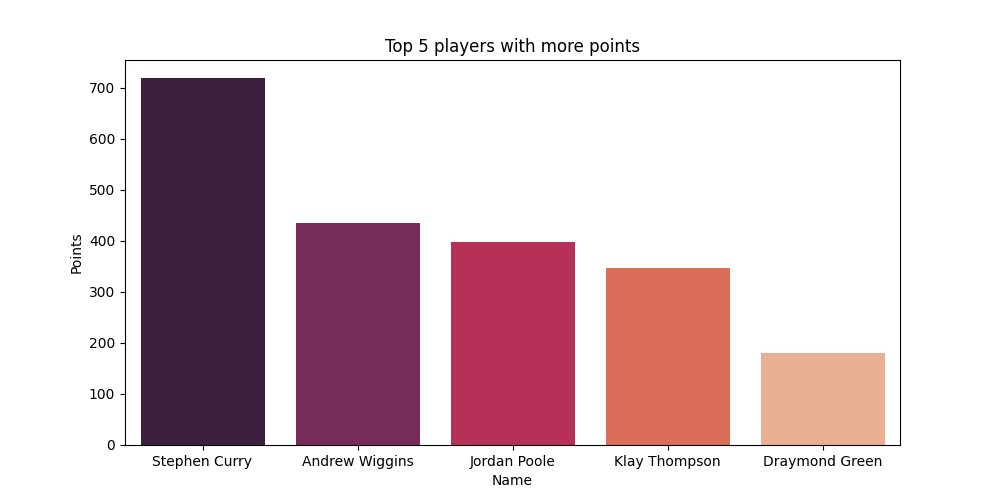 Top 5 players with more points
Points
700
600
500
400
300
200
100
0
Stephen Curry Andrew Wiggins Jordan Poole Klay Thompson Draymond Green
Name